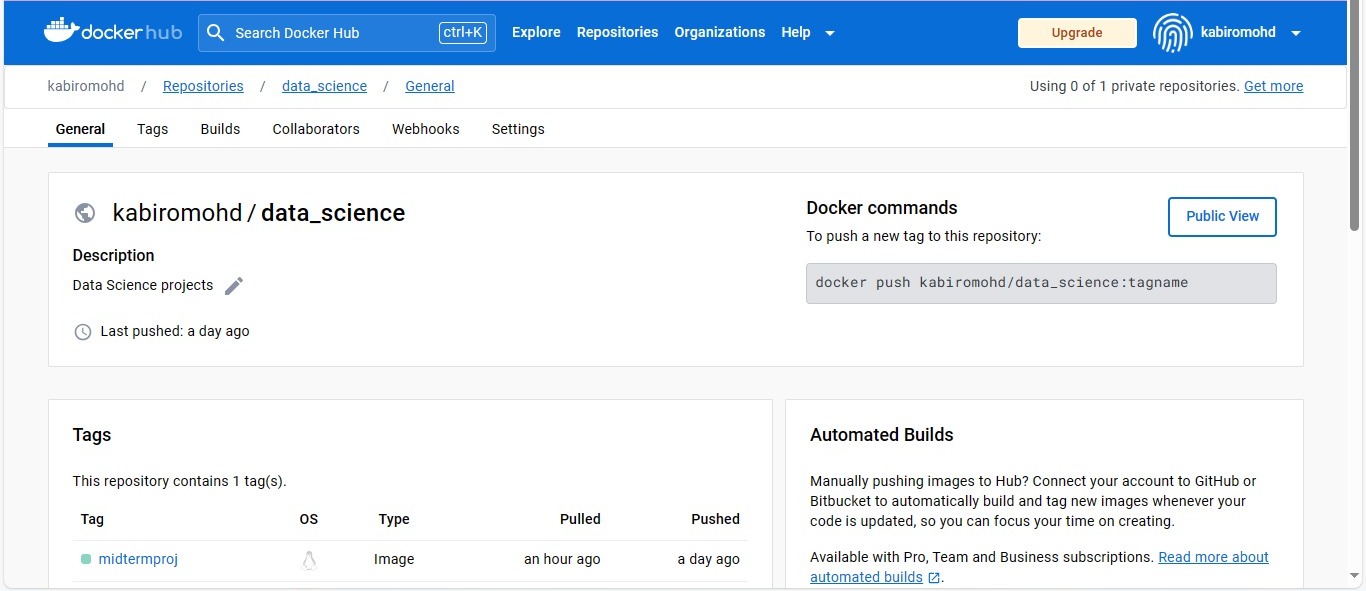 docker hub Search Docker Hub ctrl+K Explore Repositories Organizations Help Upgrade kabiromohd
kabiromohd / Repositories / data_science / General Using 0 of 1 private repositories. Get more
General Tags Builds Collaborators Webhooks Settings
kabiromohd / data_science
Description
Data Science projects
Last pushed: a day ago
Docker commands
To push a new tag to this repository:
Public View
docker push kabiromohd/data_science:tagname
Tags
This repository contains 1 tag(s).
Tag OS Type Pulled Pushed
midtermproj Image an hour ago a day ago
Automated Builds
Manually pushing images to Hub? Connect your account to GitHub or
Bitbucket to automatically build and tag new images whenever your
code is updated, so you can focus your time on creating.
Available with Pro, Team and Business subscriptions. Read more about
automated builds.